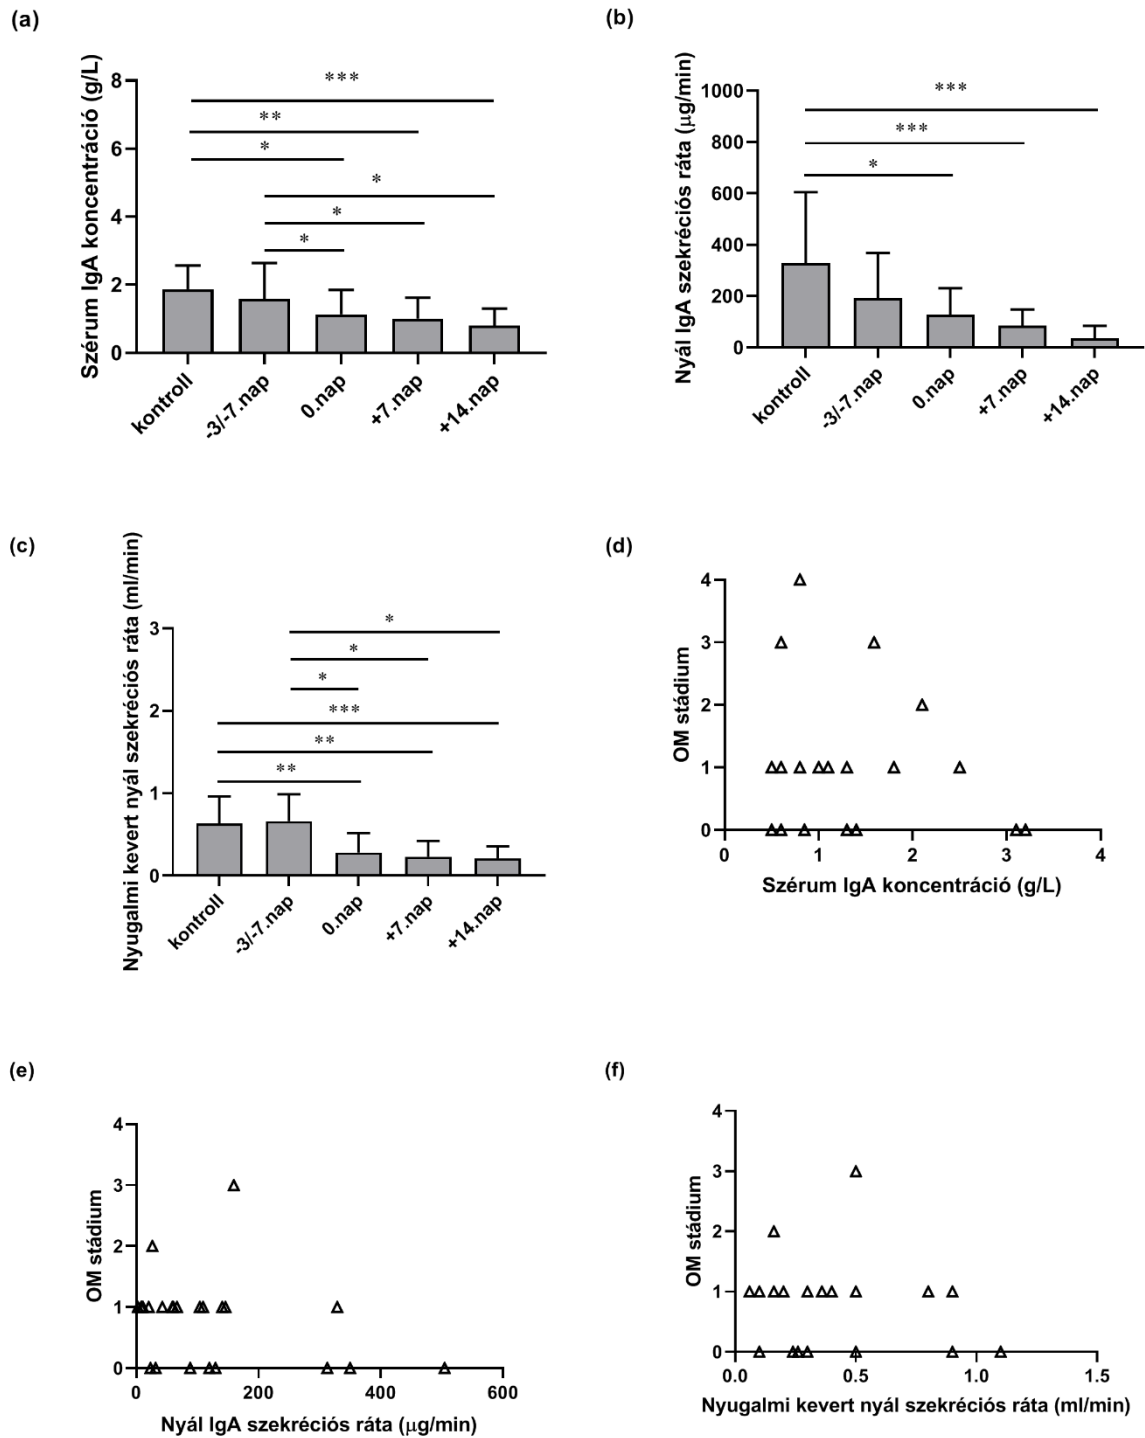 (a)
Szérum IgA koncentráció (g/L)
8
6
4
2
0
***
**
*
*
*
*
kontroll
-3/-7.nap
0.nap
+7.nap
+14.nap
(b)
Nyál IgA szekréciós ráta (µg/min)
1000
800
600
400
200
0
***
***
*
kontroll
-3/-7.nap
0.nap
+7.nap
+14.nap
(c)
Nyugalmi kevert nyál szekréciós ráta (ml/min)
3
2
1
0
*
*
*
***
**
**
kontroll
-3/-7.nap
0.nap
+7.nap
+14.nap
(d)
OM stádium
4
3
2
1
0
0 1 2 3 4
Szérum IgA koncentráció (g/L)
(e)
OM stádium
4
3
2
1
0
0 200 400 600
Nyál IgA szekréciós ráta (µg/min)
(f)
OM stádium
4
3
2
1
0
0.0 0.5 1.0 1.5
Nyugalmi kevert nyál szekréciós ráta (ml/min)